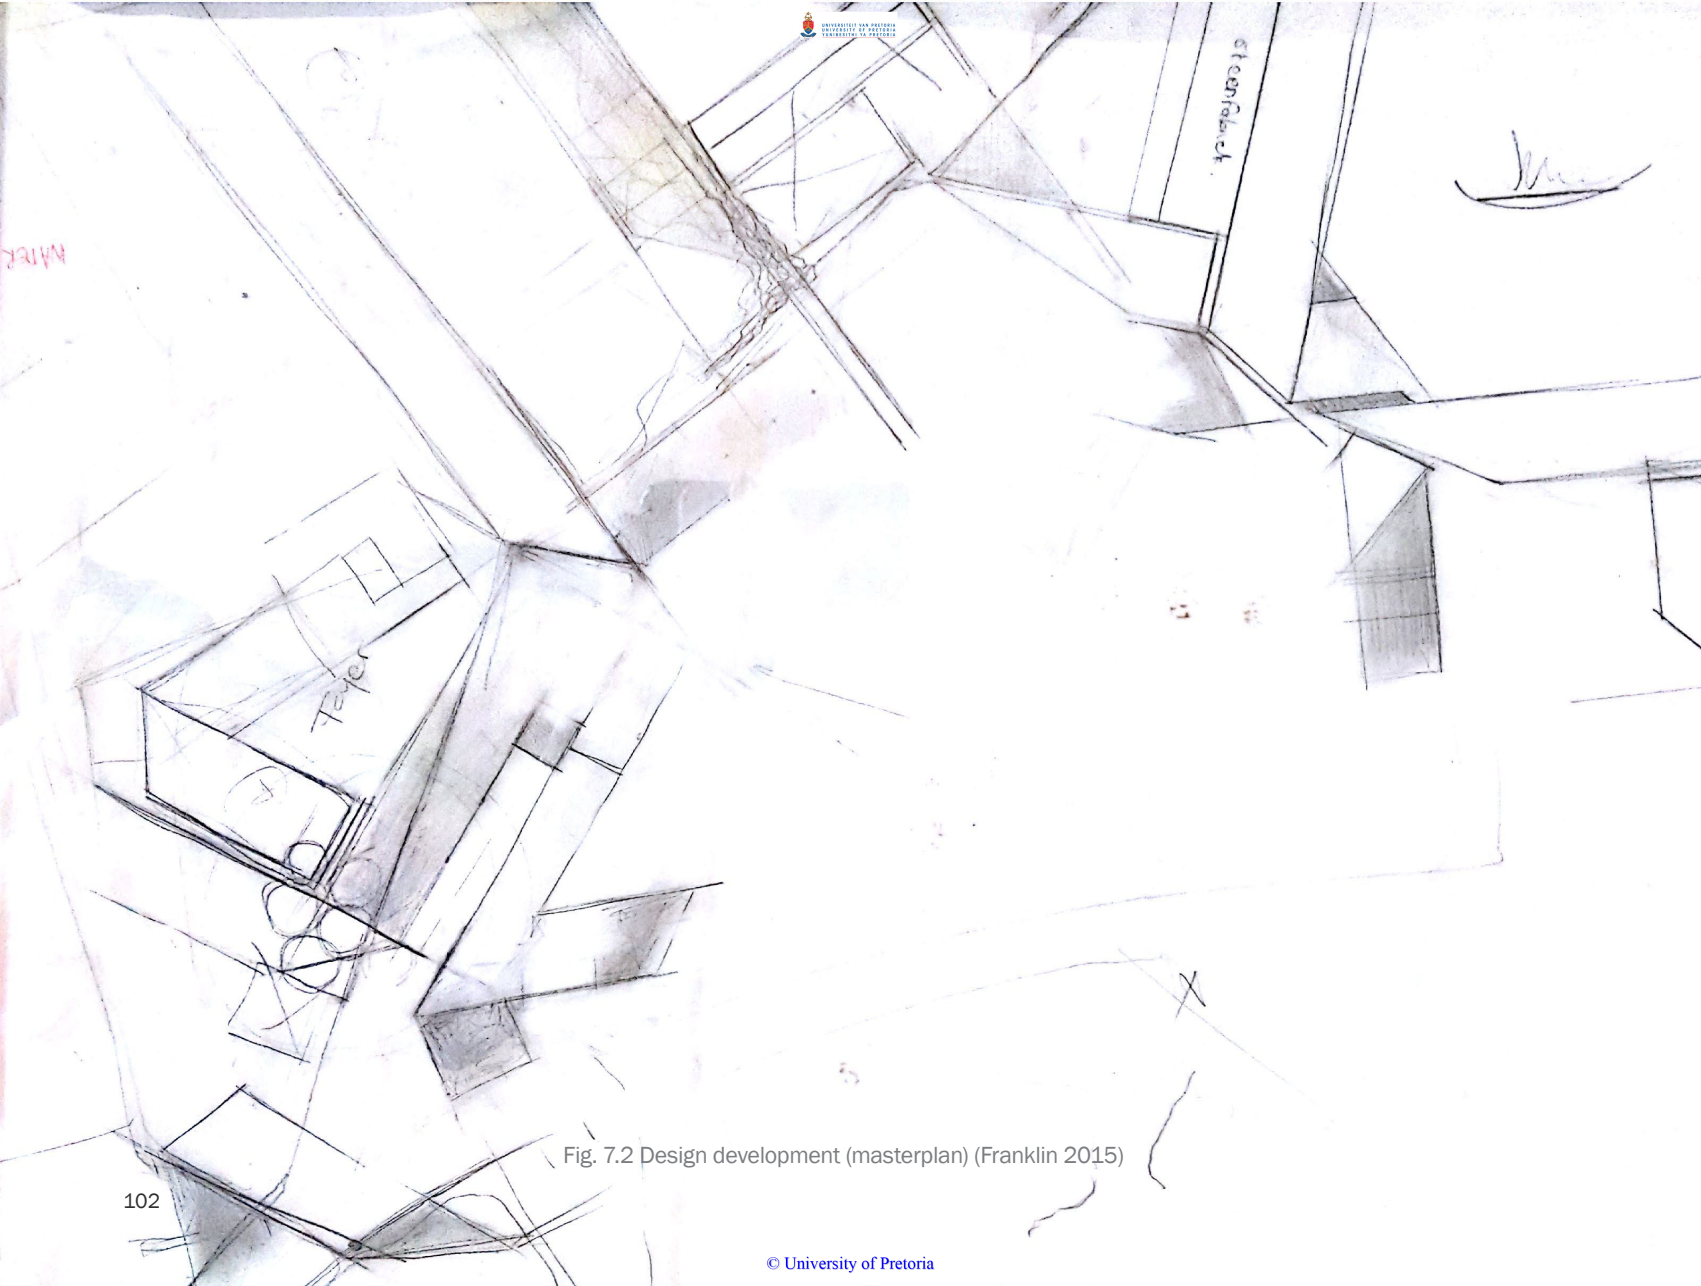 UNIVERSITEIT VAN PRETORIA
UNIVERSITY OF PRETORIA
YUNIBESITHI YA PRETORIA
WATER
Fig. 7.2 Design development (masterplan) (Franklin 2015)
102
© University of Pretoria